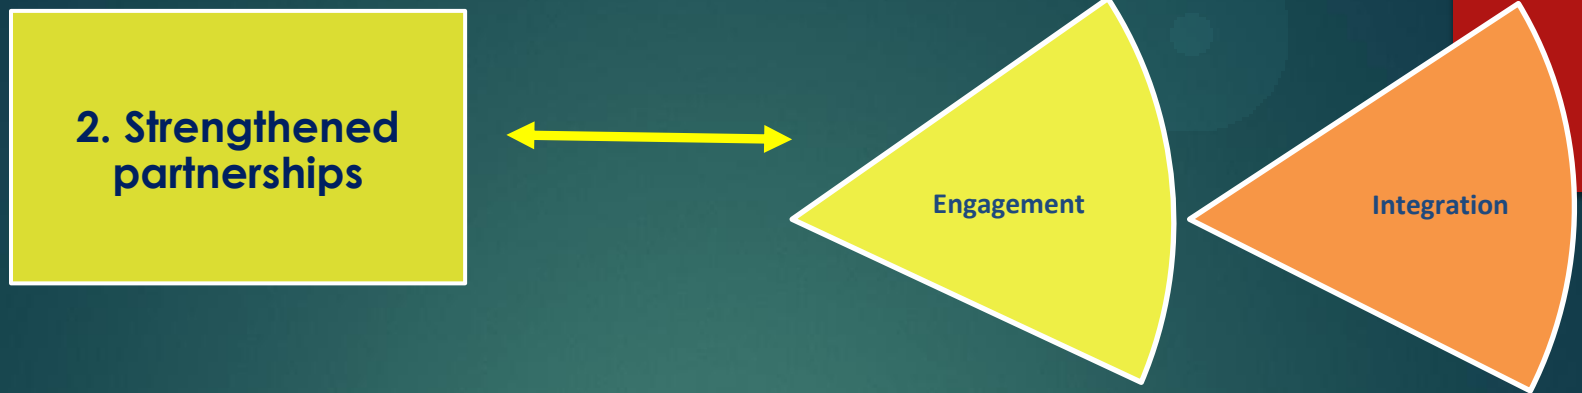 2. Strengthened
partnerships
Engagement
Integration